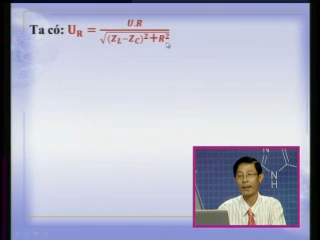 Ta có: U_R = U.R / √((Z_L−Z_C)²+R²)
N
N
H